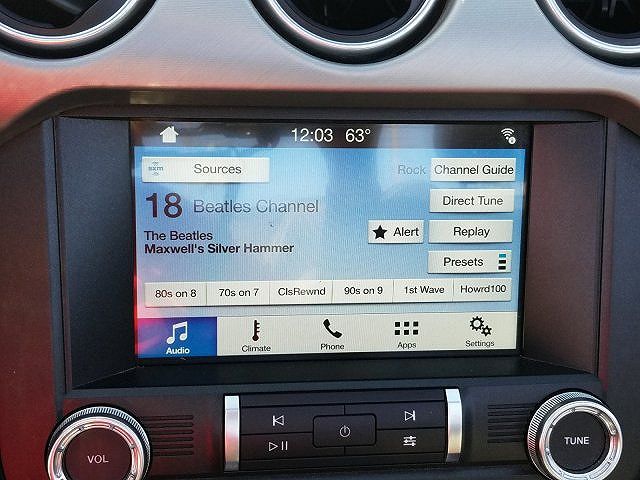 12:03 63°
sxm Sources Rock Channel Guide
18 Beatles Channel Direct Tune
The Beatles Alert Replay
Maxwell's Silver Hammer
Presets
80s on 8 70s on 7 ClsRewnd 90s on 9 1st Wave Howrd100
Audio Climate Phone Apps Settings
VOL TUNE